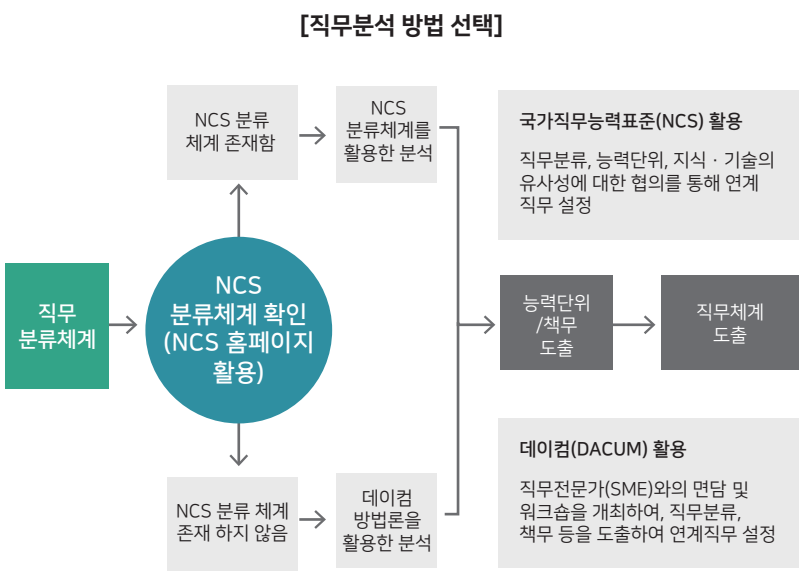 [직무분석 방법 선택]
NCS 분류
체계 존재함
NCS
분류체계를
활용한 분석
국가직무능력표준(NCS) 활용
직무분류, 능력단위, 지식 · 기술의
유사성에 대한 협의를 통해 연계
직무 설정
직무
분류체계
NCS
분류체계 확인
(NCS 홈페이지
활용)
능력단위
/책무
도출
직무체계
도출
NCS 분류 체계
존재 하지 않음
데이컴
방법론을
활용한 분석
데이컴(DACUM) 활용
직무전문가(SME)와의 면담 및
워크숍을 개최하여, 직무분류,
책무 등을 도출하여 연계직무 설정